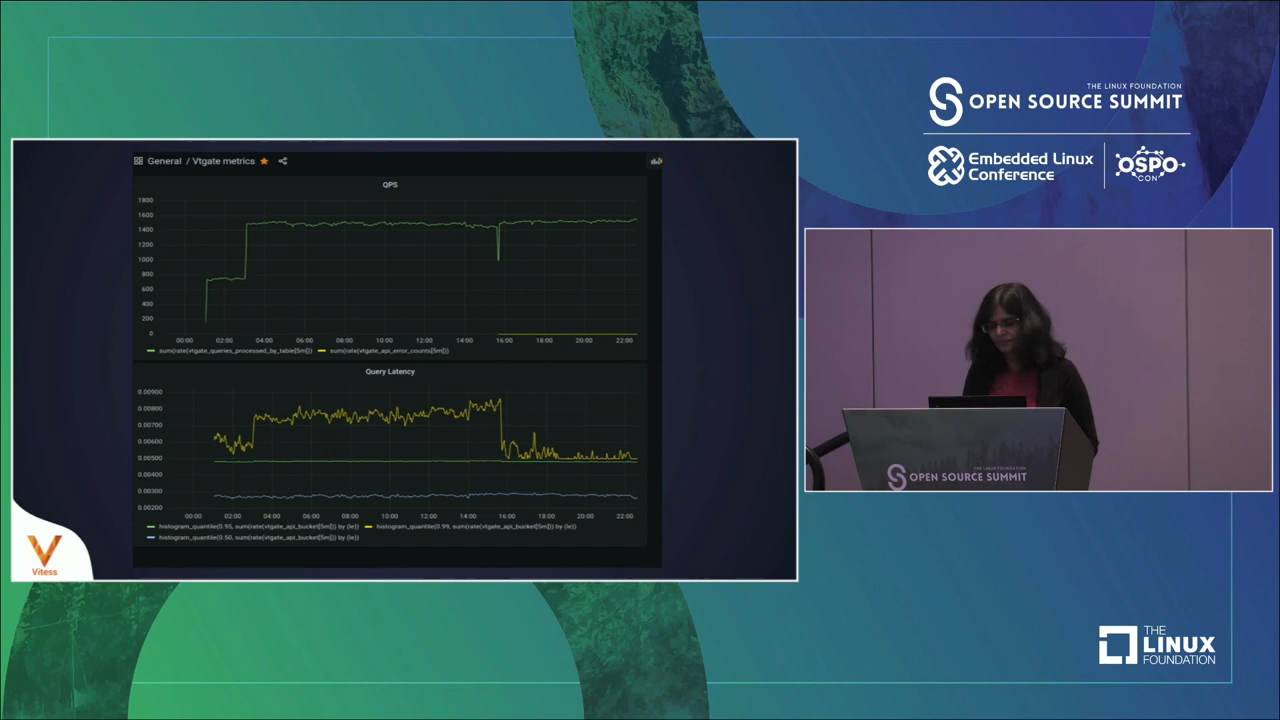 THE LINUX FOUNDATION
OPEN SOURCE SUMMIT
Embedded Linux
Conference
OSPO
CON
General / Vtgate metrics
QPS
1800
1600
1400
1200
1000
800
600
400
200
0
00:00 02:00 04:00 06:00 08:00 10:00 12:00 14:00 16:00 18:00 20:00 22:00
sum(rate(vtgate_queries_processed_by_table[5m])) sum(rate(vtgate_api_error_counts[5m]))
Query Latency
0.00900
0.00800
0.00700
0.00600
0.00500
0.00400
0.00300
0.00200
00:00 02:00 04:00 06:00 08:00 10:00 12:00 14:00 16:00 18:00 20:00 22:00
histogram_quantile(0.95, sum(rate(vtgate_api_bucket[5m])) by (le)) histogram_quantile(0.99, sum(rate(vtgate_api_bucket[5m])) by (le))
histogram_quantile(0.50, sum(rate(vtgate_api_bucket[5m])) by (le))
Vitess
THE LINUX FOUNDATION
OPEN SOURCE SUMMIT
THE
LINUX
FOUNDATION